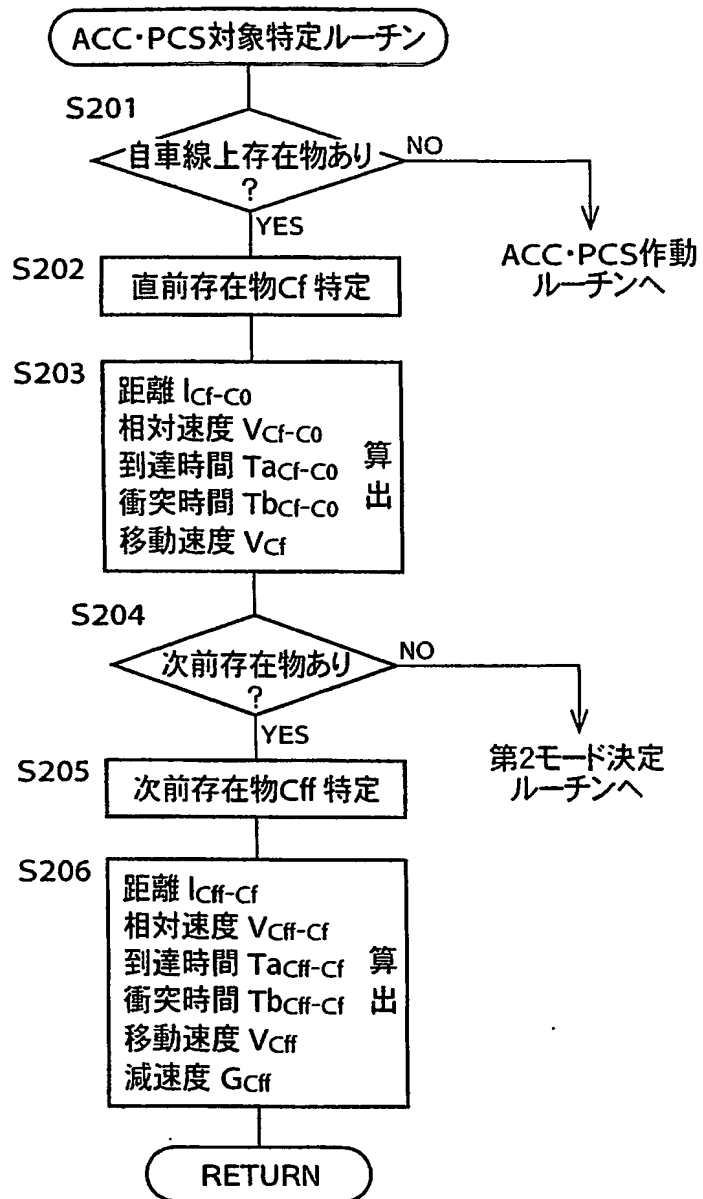 ACC・PCS対象特定ルーチン
S201
自車線上存在物あり
?
NO
YES
ACC・PCS作動
ルーチンへ
S202
直前存在物Cf 特定
S203
距離 lCf-C0
相対速度 VCf-C0
到達時間 TaCf-C0
衝突時間 TbCf-C0
移動速度 VCf
算出
S204
次前存在物あり
?
NO
YES
第2モード決定
ルーチンへ
S205
次前存在物Cff 特定
S206
距離 lCff-Cf
相対速度 VCff-Cf
到達時間 TaCff-Cf
衝突時間 TbCff-Cf
移動速度 VCff
減速度 GCff
算出
RETURN